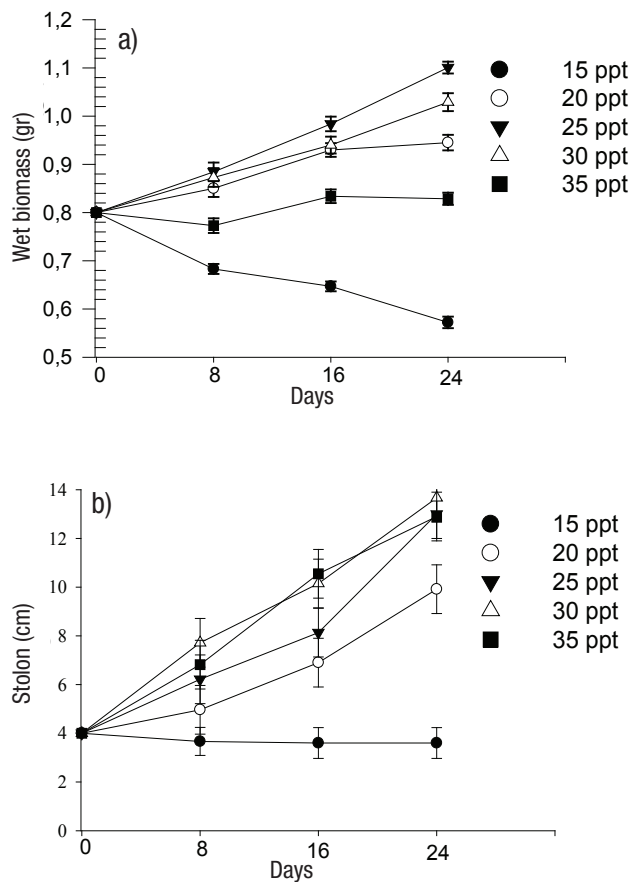 a)
Wet biomass (gr)
1,2
1,1
1,0
0,9
0,8
0,7
0,6
0,5
0
8
16
24
Days
15 ppt
20 ppt
25 ppt
30 ppt
35 ppt
b)
Stolon (cm)
14
12
10
8
6
4
2
0
0
8
16
24
Days
15 ppt
20 ppt
25 ppt
30 ppt
35 ppt